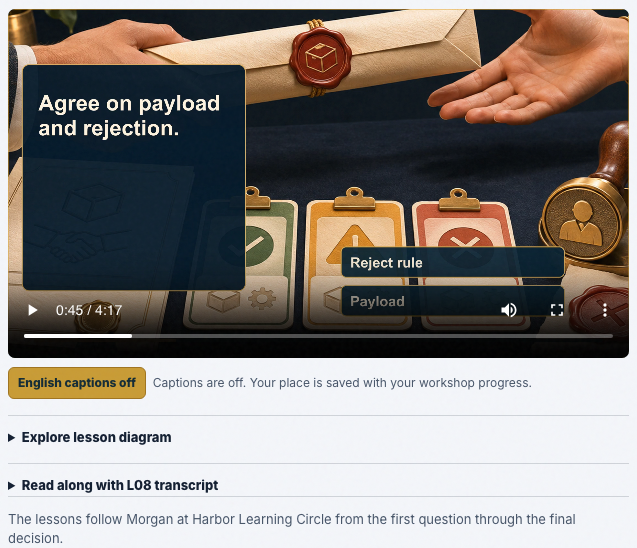 Agree on payload
and rejection.
Reject rule
Payload
0:45 / 4:17
English captions off
Captions are off. Your place is saved with your workshop progress.
Explore lesson diagram
Read along with L08 transcript
The lessons follow Morgan at Harbor Learning Circle from the first question through the final
decision.